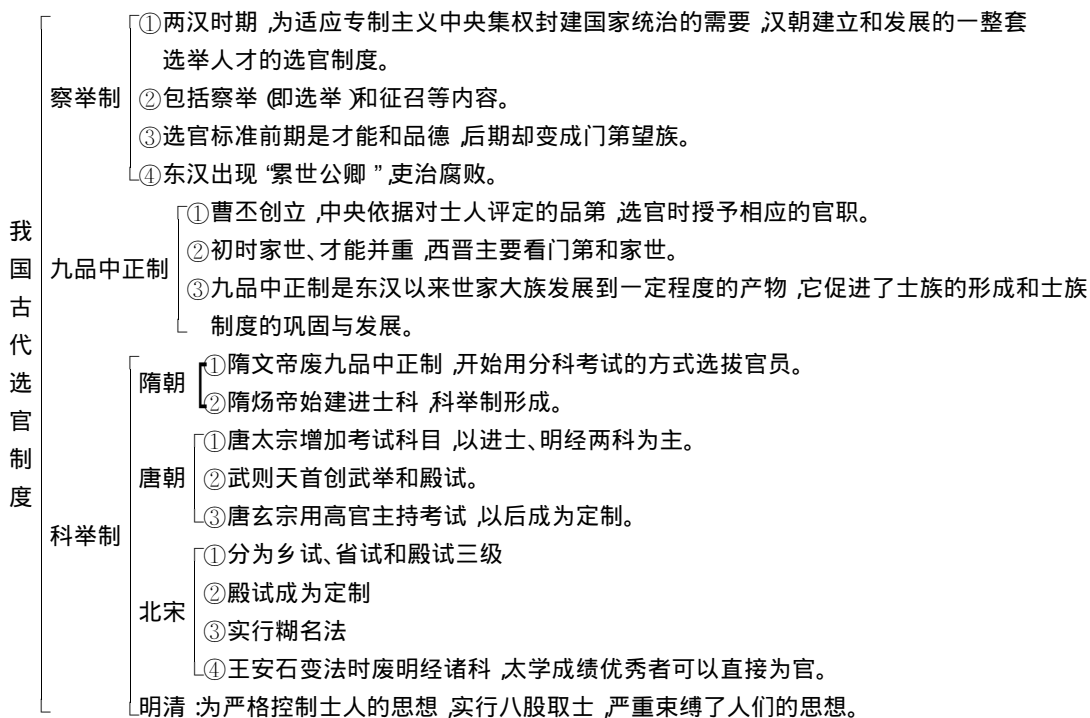 ①两汉时期,为适应专制主义中央集权封建国家统治的需要,汉朝建立和发展的一整套
选举人才的选官制度。
察举制
②包括察举(即选举)和征召等内容。
③选官标准前期是才能和品德,后期却变成门第望族。
④东汉出现“累世公卿”,吏治腐败。
我国古代选官制度
九品中正制
①曹丕创立,中央依据对士人评定的品第,选官时授予相应的官职。
②初时家世、才能并重,西晋主要看门第和家世。
③九品中正制是东汉以来世家大族发展到一定程度的产物,它促进了士族的形成和士族
制度的巩固与发展。
科举制
隋朝
①隋文帝废九品中正制,开始用分科考试的方式选拔官员。
②隋炀帝始建进士科,科举制形成。
唐朝
①唐太宗增加考试科目,以进士、明经两科为主。
②武则天首创武举和殿试。
③唐玄宗用高官主持考试,以后成为定制。
北宋
①分为乡试、省试和殿试三级
②殿试成为定制
③实行糊名法
④王安石变法时废明经诸科,太学成绩优秀者可以直接为官。
明清:为严格控制士人的思想,实行八股取士,严重束缚了人们的思想。